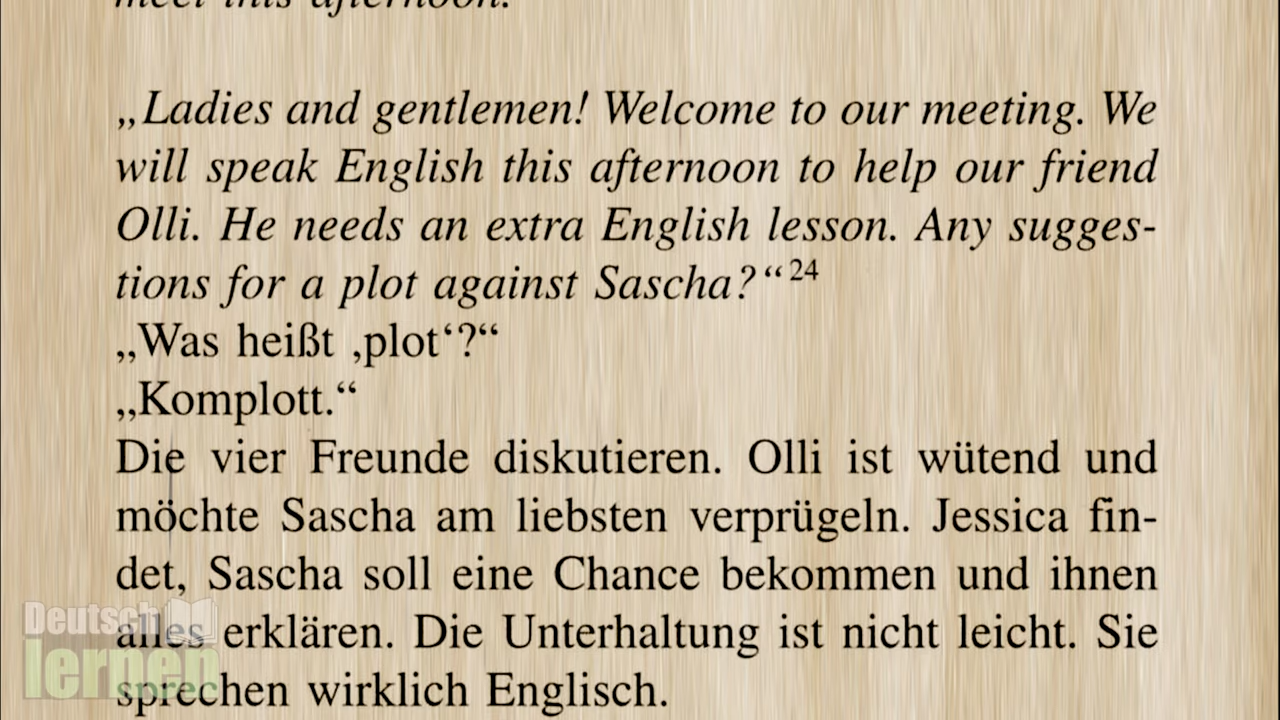 meet this afternoon.
„Ladies and gentlemen! Welcome to our meeting. We
will speak English this afternoon to help our friend
Olli. He needs an extra English lesson. Any sugges-
tions for a plot against Sascha?“24
„Was heißt ‚plot‘?“
„Komplott.“
Die vier Freunde diskutieren. Olli ist wütend und
möchte Sascha am liebsten verprügeln. Jessica fin-
det, Sascha soll eine Chance bekommen und ihnen
alles erklären. Die Unterhaltung ist nicht leicht. Sie
sprechen wirklich Englisch.
Deutsch
lernen